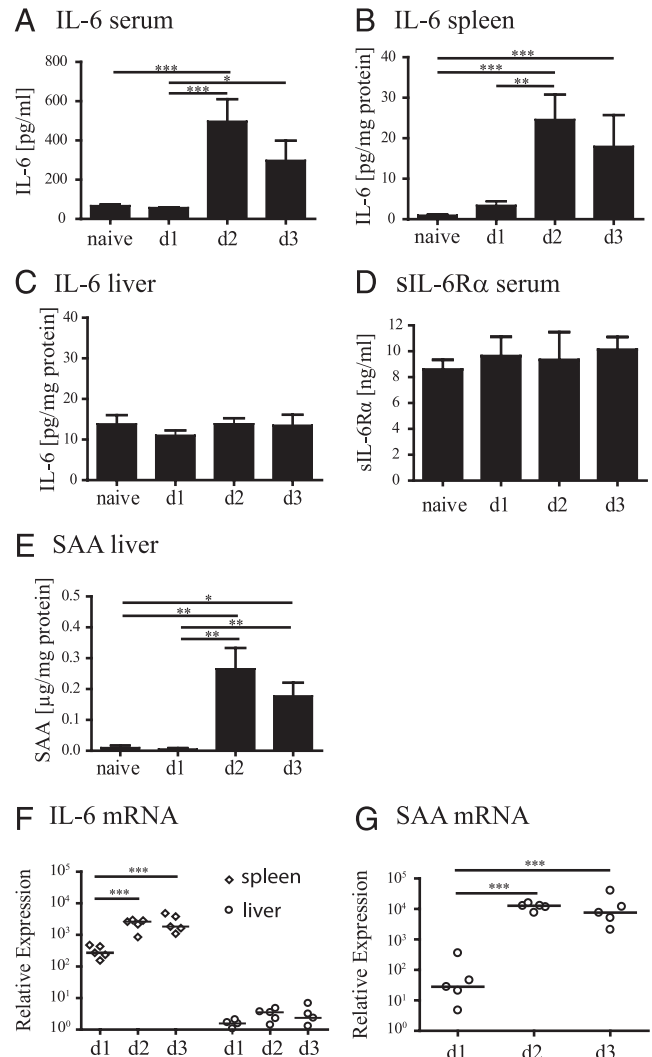 A IL-6 serum
IL-6 [pg/ml]
800
600
400
200
0
***
*
***
naive d1 d2 d3
B IL-6 spleen
IL-6 [pg/mg protein]
40
30
20
10
0
***
***
**
naive d1 d2 d3
C IL-6 liver
IL-6 [pg/mg protein]
40
30
20
10
0
naive d1 d2 d3
D sIL-6Rα serum
sIL-6Rα [ng/ml]
12
10
8
6
4
2
0
naive d1 d2 d3
E SAA liver
SAA [µg/mg protein]
0.5
0.4
0.3
0.2
0.1
0.0
*
**
**
**
naive d1 d2 d3
F IL-6 mRNA
Relative Expression
10⁵
10⁴
10³
10²
10¹
10⁰
***
***
spleen
liver
d1 d2 d3 d1 d2 d3
G SAA mRNA
Relative Expression
10⁵
10⁴
10³
10²
10¹
10⁰
***
***
d1 d2 d3